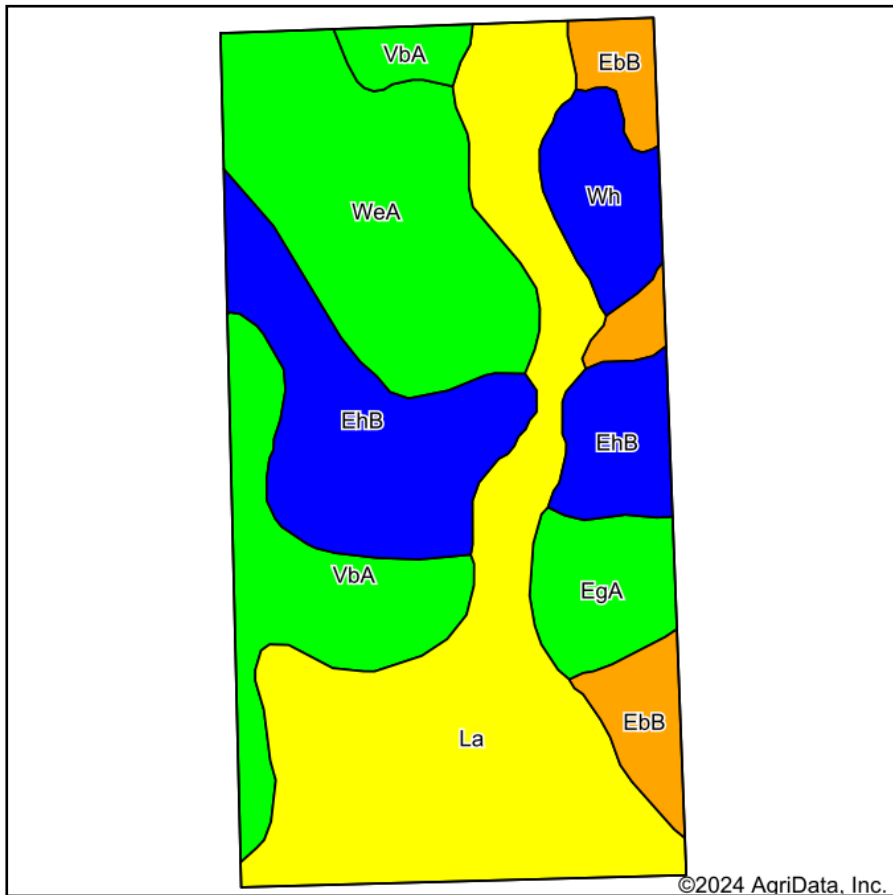 VbA
EbB
Wh
WeA
EhB
EhB
VbA
EgA
EbB
La
©2024 AgriData, Inc.